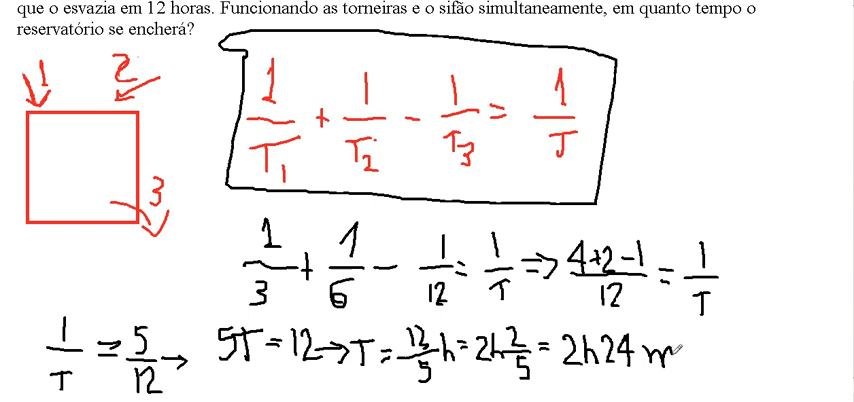 que o esvazia em 12 horas. Funcionando as torneiras e o sifão simultaneamente, em quanto tempo o
reservatório se encherá?
1 2
3
1/T₁ + 1/T₂ - 1/T₃ = 1/T
1/3 + 1/6 - 1/12 = 1/T => 4+2-1/12 = 1/T
1/T = 5/12 → 5T = 12 → T = 12/5 h = 2h 2/5 = 2h 24 m